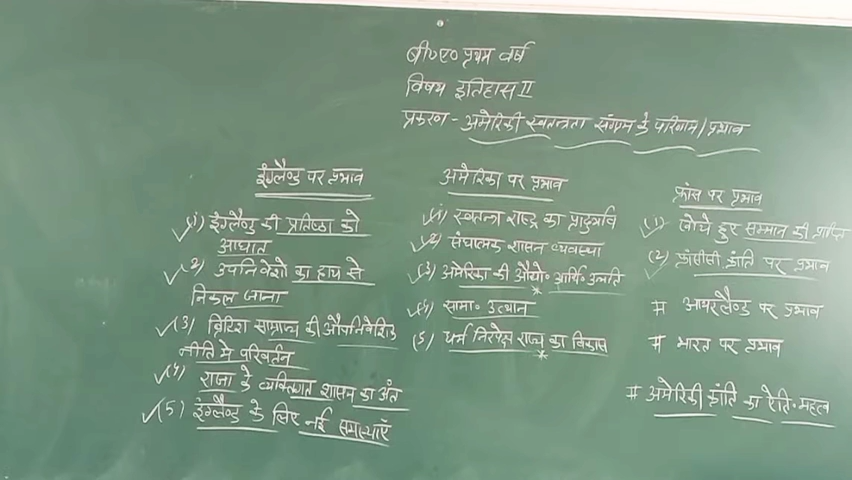 बी०ए० प्रथम वर्ष
विषय इतिहास II
प्रकरण - अमेरिकी स्वतन्त्रता संग्राम के परिणाम/प्रभाव
इंग्लैण्ड पर प्रभाव
(1) इंग्लैण्ड की प्रतिष्ठा को
आघात
(2) उपनिवेशो का हाथ से
निकल जाना
(3) ब्रिटिश साम्राज्य की औपनिवेशिक
नीति मे परिवर्तन
(4) राजा के व्यक्तिगत शासन का अंत
(5) इंग्लैण्ड के लिए नई समस्याएँ
अमेरिका पर प्रभाव
(1) स्वतन्त्र राष्ट्र का प्रादुर्भाव
(2) संघात्मक शासन व्यवस्था
(3) अमेरिका की औद्यो० आर्थि० उन्नति
(4) सामा० उत्थान
(5) धर्म निरपेक्ष राज्य का विकास
फ्रांस पर प्रभाव
(1) खोये हुए सम्मान की प्राप्ति
(2) फ्रांसीसी क्रांति पर प्रभाव
# आयरलैण्ड पर प्रभाव
# भारत पर प्रभाव
# अमेरिकी क्रांति का ऐति० महत्व